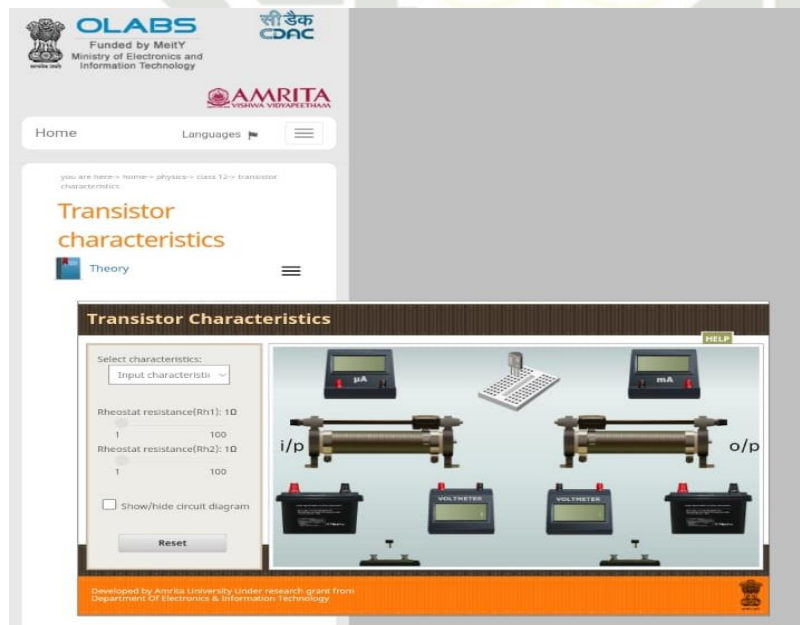 OLABS
Funded by MeitY
Ministry of Electronics and
Information Technology
सी डैक
CDAC
AMRITA
VISHWA VIDYAPEETHAM
Home
Languages
you are here-> home-> physics-> class 12-> transistor
characteristics
Transistor
characteristics
Theory
Transistor Characteristics
HELP
Select characteristics:
Input characteristi
Rheostat resistance(Rh1): 1Ω
1 100
Rheostat resistance(Rh2): 1Ω
1 100
Show/hide circuit diagram
Reset
µA
mA
i/p
o/p
VOLTMETER
VOLTMETER
Developed by Amrita University Under research grant from
Department Of Electronics & Information Technology